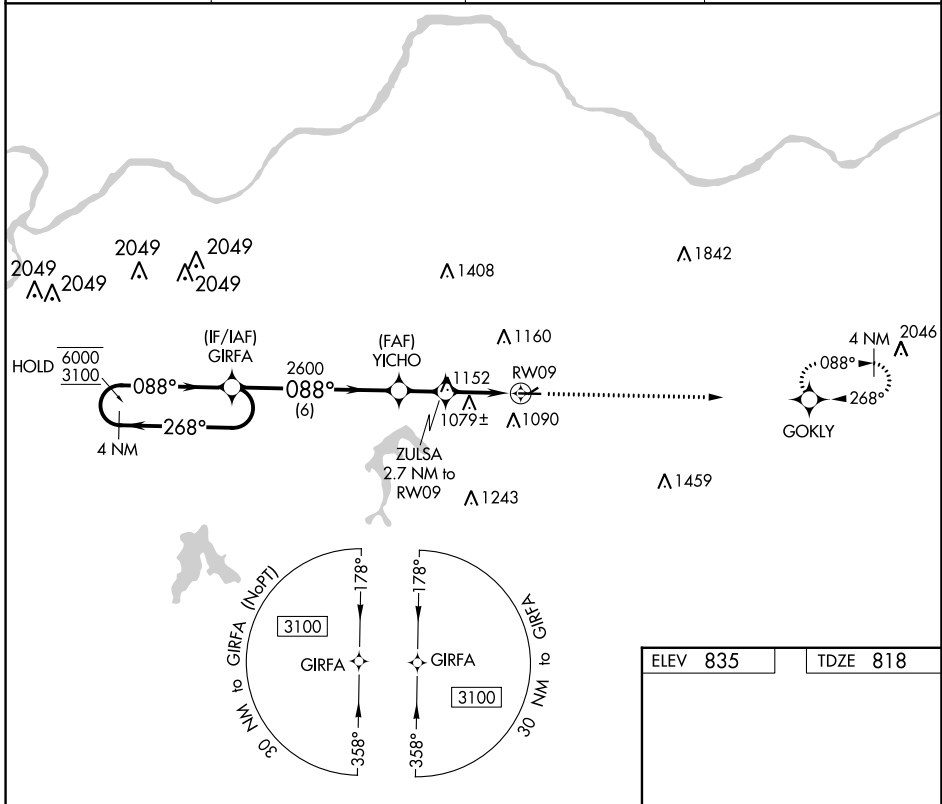 2049
2049
2049
2049
2049
1408
1842
1160
(IF/IAF)
GIRFA
(FAF)
YICHO
HOLD
6000
3100
088°
2600
088°
(6)
268°
4 NM
1152
1079±
RW09
1090
4 NM
2046
088°
268°
GOKLY
ZULSA
2.7 NM to
RW09
1243
1459
30 NM to GIRFA (NoPT)
178°
3100
GIRFA
358°
178°
GIRFA
3100
358°
30 NM to GIRFA
ELEV 835
TDZE 818